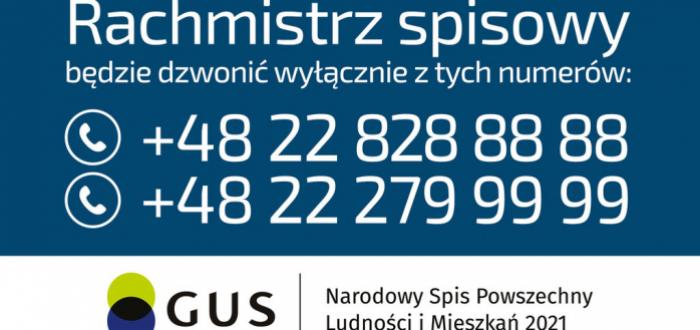 Rachmistrz spisowy
będzie dzwonić wyłącznie z tych numerów:
+48 22 828 88 88
+48 22 279 99 99
GUS
Narodowy Spis Powszechny
Ludności i Mieszkań 2021